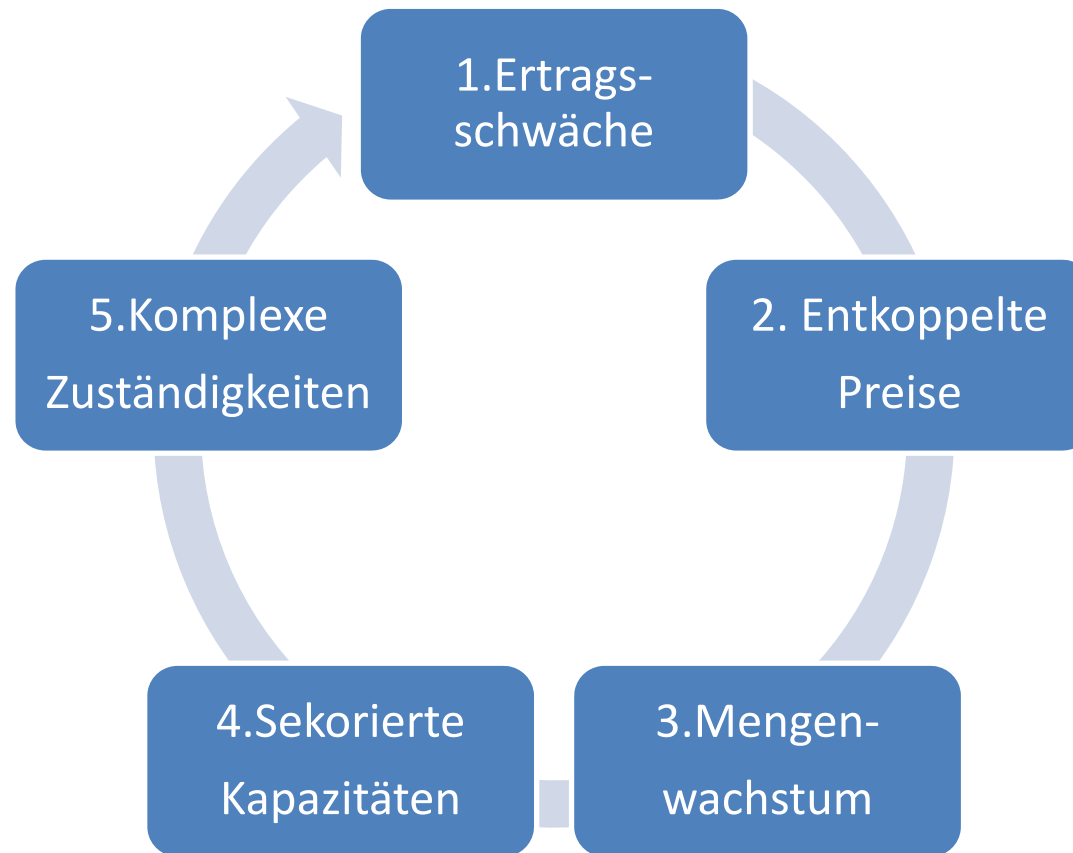 1.Ertrags-
schwäche
2. Entkoppelte
Preise
3.Mengen-
wachstum
4.Sekorierte
Kapazitäten
5.Komplexe
Zuständigkeiten